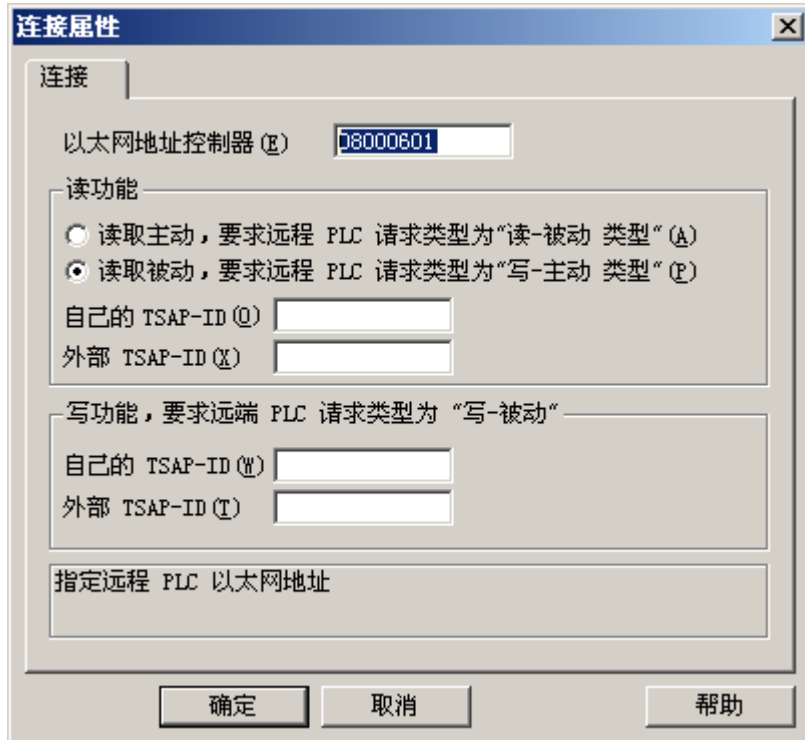 连接属性
连接
以太网地址控制器(E) 08000601
读功能
读取主动，要求远程 PLC 请求类型为“读-被动 类型”(A)
读取被动，要求远程 PLC 请求类型为“写-主动 类型”(P)
自己的 TSAP-ID(O)
外部 TSAP-ID(X)
写功能，要求远端 PLC 请求类型为 “写-被动”
自己的 TSAP-ID(W)
外部 TSAP-ID(T)
指定远程 PLC 以太网地址
确定 取消 帮助